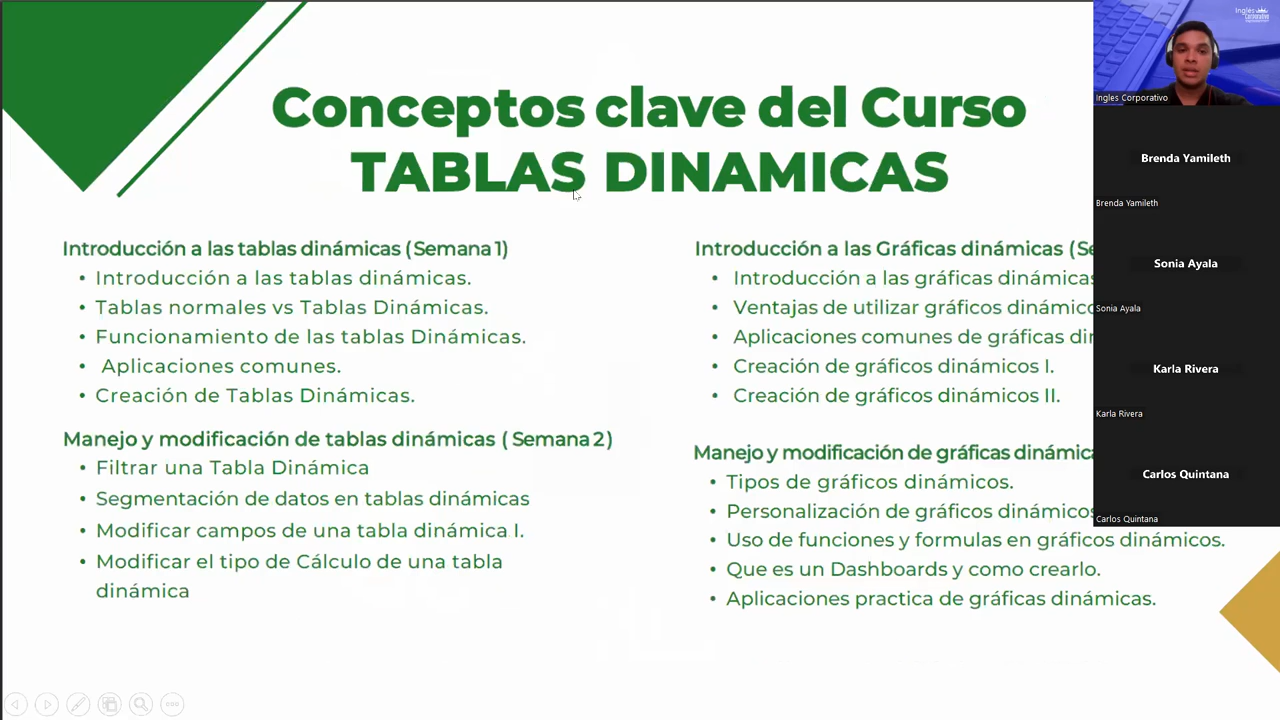 Conceptos clave del Curso
TABLAS DINAMICAS
Introducción a las tablas dinámicas (Semana 1)
• Introducción a las tablas dinámicas.
• Tablas normales vs Tablas Dinámicas.
• Funcionamiento de las tablas Dinámicas.
• Aplicaciones comunes.
• Creación de Tablas Dinámicas.
Manejo y modificación de tablas dinámicas ( Semana 2)
• Filtrar una Tabla Dinámica
• Segmentación de datos en tablas dinámicas
• Modificar campos de una tabla dinámica I.
• Modificar el tipo de Cálculo de una tabla
dinámica
Introducción a las Gráficas dinámicas (Se
• Introducción a las gráficas dinámicas
• Ventajas de utilizar gráficos dinámico
• Aplicaciones comunes de gráficas di
• Creación de gráficos dinámicos I.
• Creación de gráficos dinámicos II.
Manejo y modificación de gráficas dinámica
• Tipos de gráficos dinámicos.
• Personalización de gráficos dinámicos
• Uso de funciones y formulas en gráficos dinámicos.
• Que es un Dashboards y como crearlo.
• Aplicaciones practica de gráficas dinámicas.
Inglés
Corporativo
Ingles Corporativo
Brenda Yamileth
Brenda Yamileth
Sonia Ayala
Sonia Ayala
Karla Rivera
Karla Rivera
Carlos Quintana
Carlos Quintana